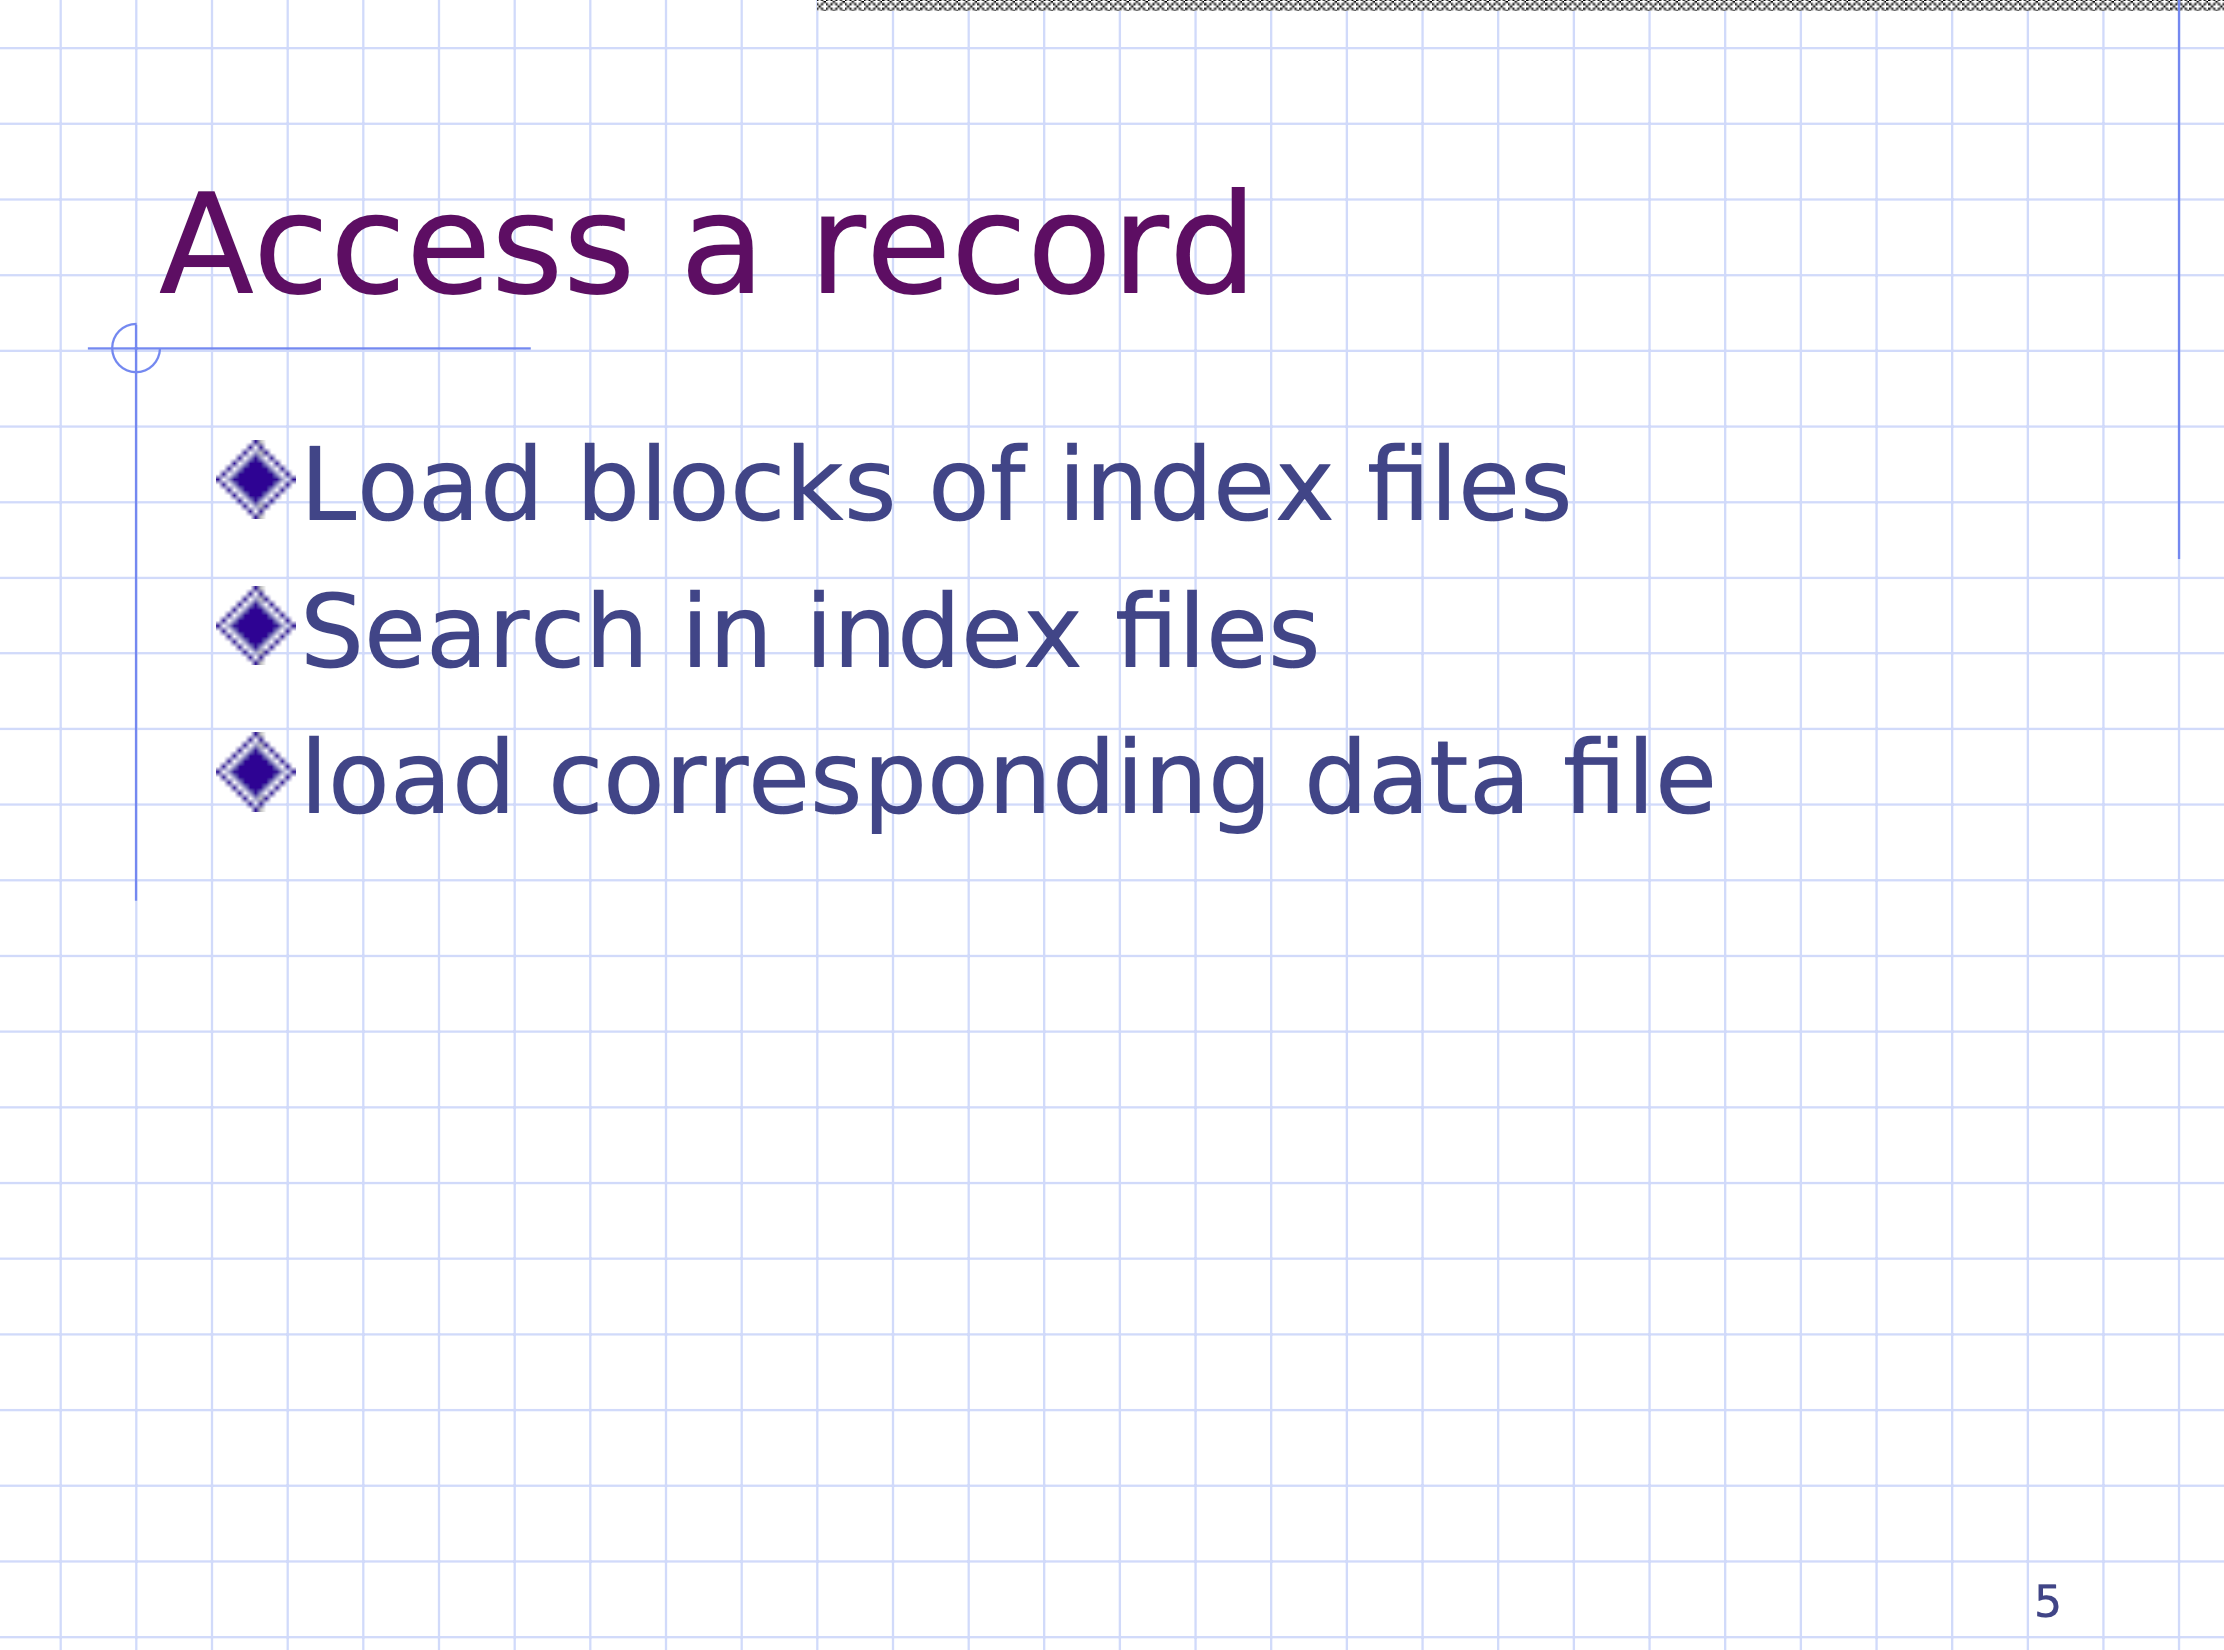 Access a record
Load blocks of index files
Search in index files
load corresponding data file
5